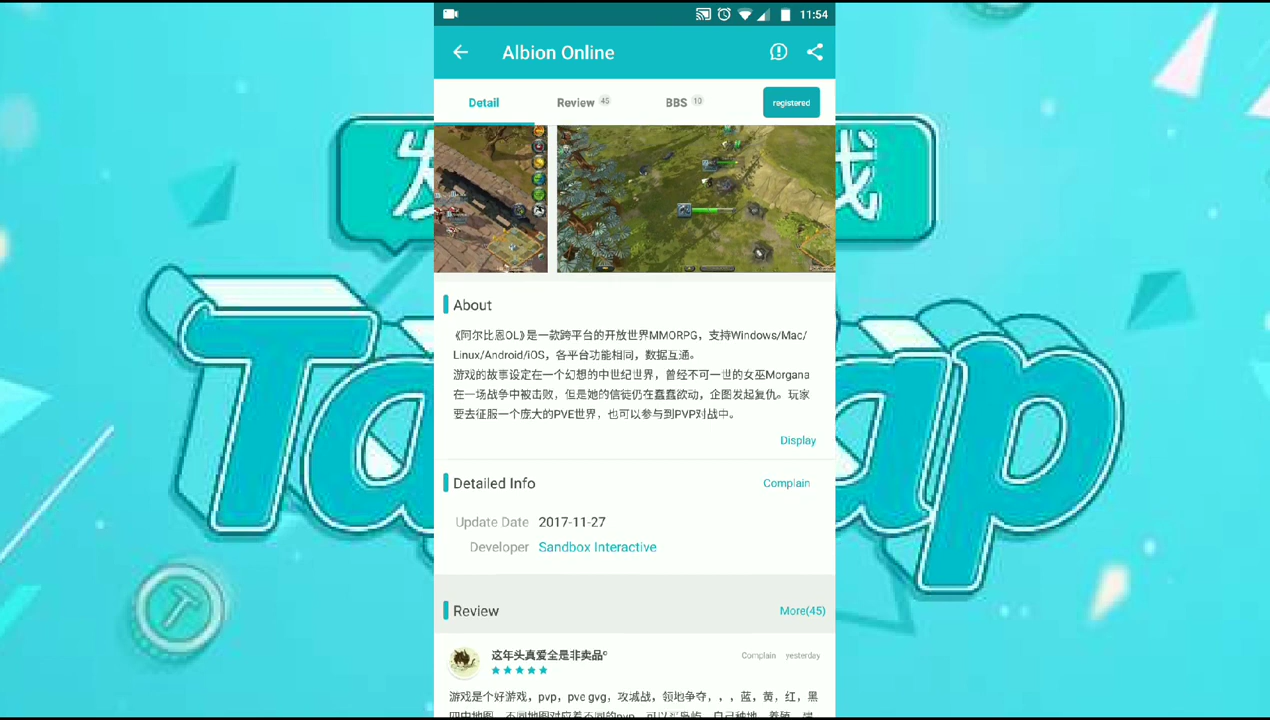 11:54
Albion Online
Detail
Review 45
BBS 10
registered
发
戏
TapTap
About
《阿尔比恩OL》是一款跨平台的开放世界MMORPG，支持Windows/Mac/
Linux/Android/iOS，各平台功能相同，数据互通。
游戏的故事设定在一个幻想的中世纪世界，曾经不可一世的女巫Morgana
在一场战争中被击败，但是她的信徒仍在蠢蠢欲动，企图发起复仇。玩家
要去征服一个庞大的PVE世界，也可以参与到PVP对战中。
Display
Detailed Info
Complain
Update Date 2017-11-27
Developer Sandbox Interactive
Review
More(45)
这年头真爱全是非卖品°
Complain yesterday
游戏是个好游戏，pvp，pve gvg，攻城战，领地争夺，，，蓝，黄，红，黑